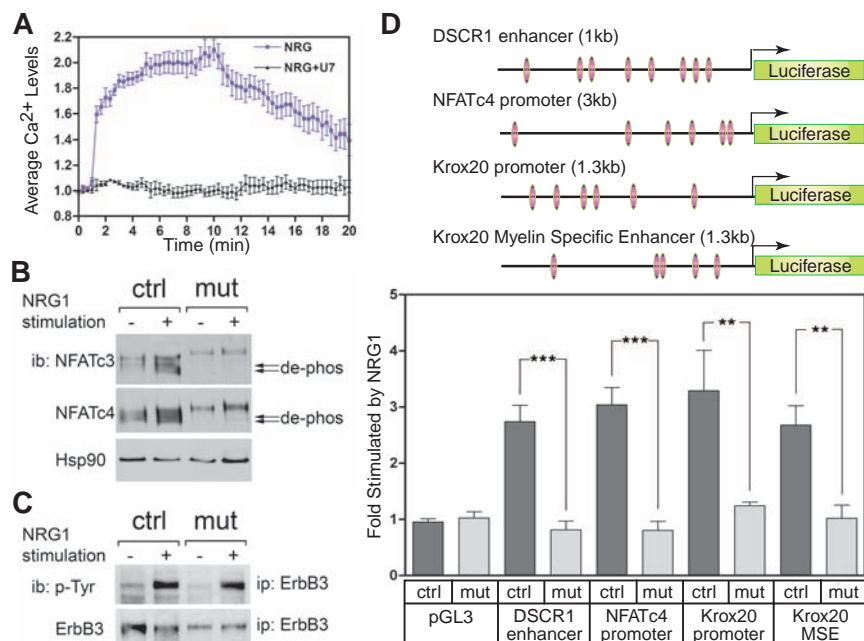 A
NRG
NRG+U7
Average Ca2+ Levels
2.2
2.0
1.8
1.6
1.4
1.2
1.0
0.8
0 2 4 6 8 10 12 14 16 18 20
Time (min)
B
ctrl mut
NRG1
stimulation - + - +
ib: NFATc3
de-phos
NFATc4
de-phos
Hsp90
C
ctrl mut
NRG1
stimulation - + - +
ib: p-Tyr ip: ErbB3
ErbB3 ip: ErbB3
D
DSCR1 enhancer (1kb)
Luciferase
NFATc4 promoter (3kb)
Luciferase
Krox20 promoter (1.3kb)
Luciferase
Krox20 Myelin Specific Enhancer (1.3kb)
Luciferase
Fold Stimulated by NRG1
5
4
3
2
1
0
*** *** ** **
ctrl mut ctrl mut ctrl mut ctrl mut ctrl mut
pGL3 DSCR1 NFATc4 Krox20 Krox20
enhancer promoter promoter MSE